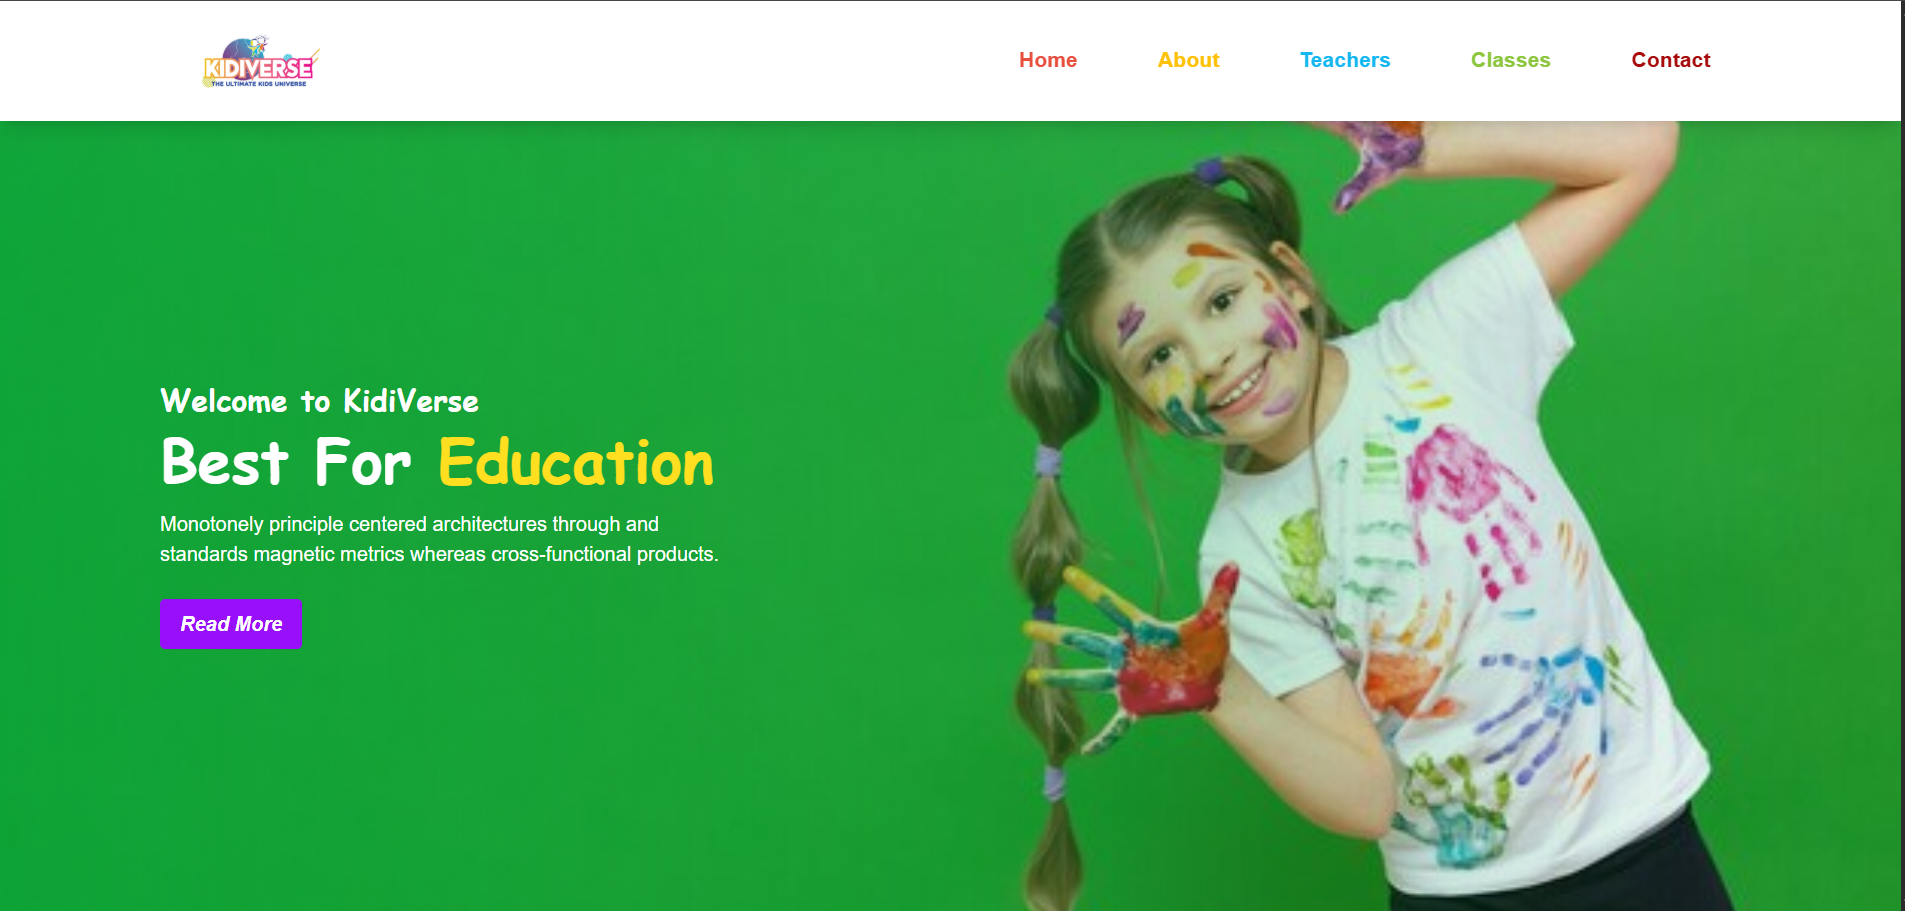 KIDIVERSE
THE ULTIMATE KIDS UNIVERSE
Home About Teachers Classes Contact
Welcome to KidiVerse
Best For Education
Monotonely principle centered architectures through and
standards magnetic metrics whereas cross-functional products.
Read More